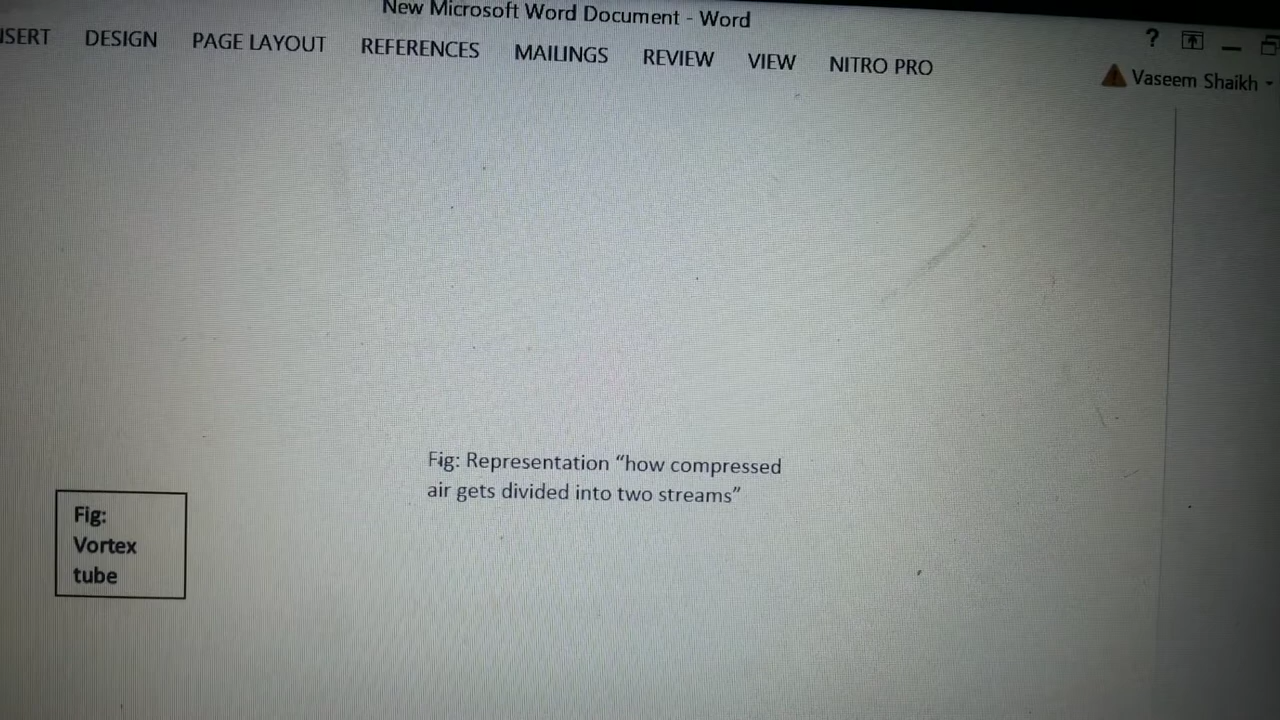 New Microsoft Word Document - Word
DESIGN PAGE LAYOUT REFERENCES MAILINGS REVIEW VIEW NITRO PRO
?
Vaseem Shaikh
Fig: Representation “how compressed
air gets divided into two streams”
Fig:
Vortex
tube